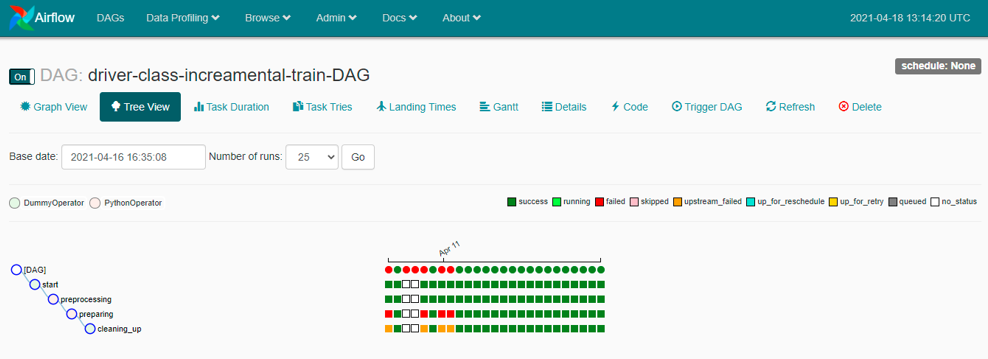 Airflow DAGs Data Profiling Browse Admin Docs About 2021-04-18 13:14:20 UTC
schedule: None
On DAG: driver-class-increamental-train-DAG
Graph View Tree View Task Duration Task Tries Landing Times Gantt Details Code Trigger DAG Refresh Delete
Base date: 2021-04-16 16:35:08 Number of runs: 25 Go
DummyOperator PythonOperator success running failed skipped upstream_failed up_for_reschedule up_for_retry queued no_status
Apr 11
[DAG]
start
preprocessing
preparing
cleaning_up